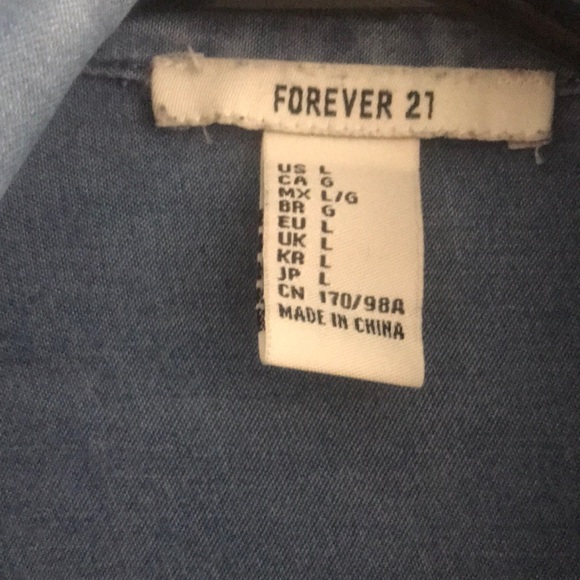 FOREVER 21
US L
CA G
MX L/G
BR G
EU L
UK L
KR L
JP L
CN 170/98A
MADE IN CHINA